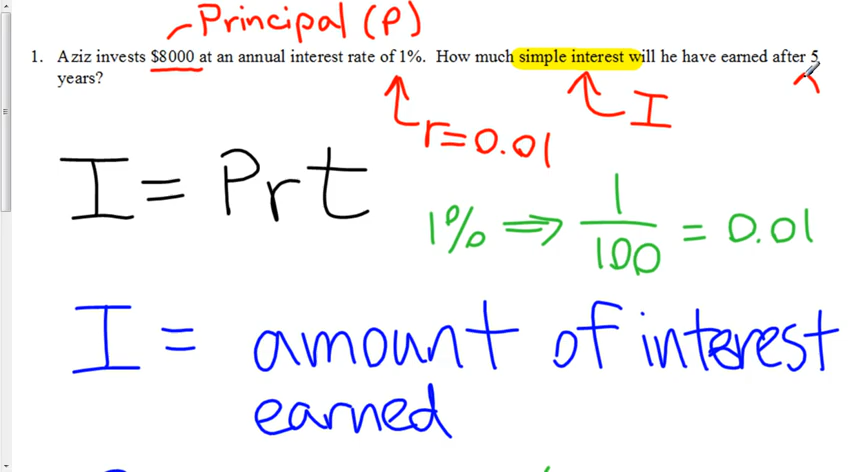 Principal (P)
1. Aziz invests $8000 at an annual interest rate of 1%. How much simple interest will he have earned after 5
years?
I
r=0.01
I = Prt
1% ⇒ 1/100 = 0.01
I = amount of interest
earned